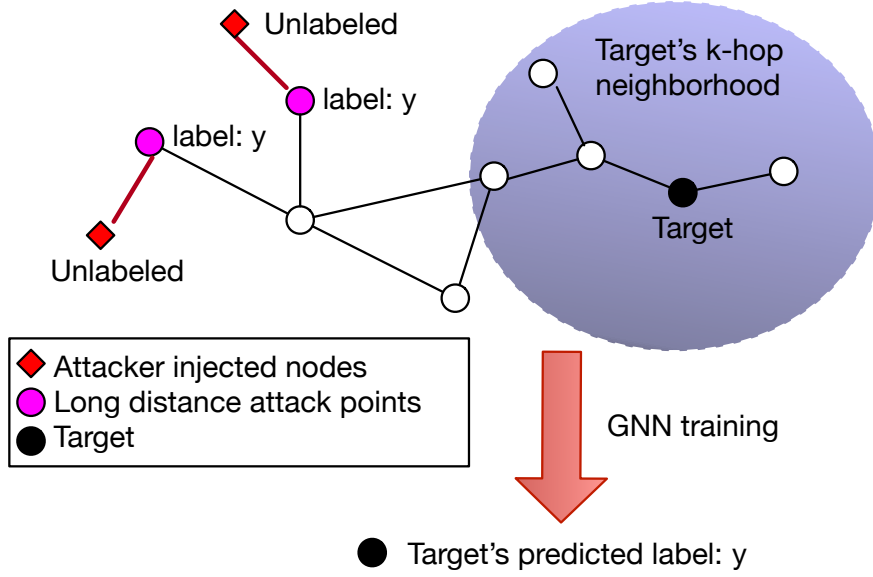 Unlabeled
Target's k-hop
neighborhood
label: y
label: y
Target
Unlabeled
Attacker injected nodes
Long distance attack points
Target
GNN training
Target's predicted label: y